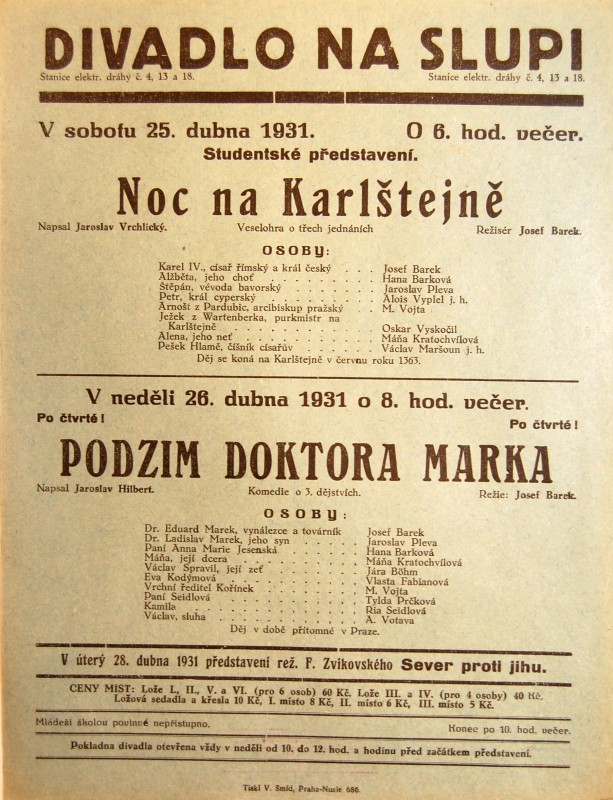 DIVADLO NA SLUPI
Stanice elektr. dráhy č. 4, 13 a 18. Stanice elektr. dráhy č. 4, 13 a 18.
V sobotu 25. dubna 1931. O 6. hod. večer.
Studentské představení.
Noc na Karlštejně
Napsal Jaroslav Vrchlický. Veselohra o třech jednáních Režisér Josef Barek.
OSOBY:
Karel IV., císař římský a král český . . . Josef Barek
Alžběta, jeho choť . . . . . . . . . Hana Barková
Štěpán, vévoda bavorský . . . . . . . Jaroslav Pleva
Petr, král cyperský . . . . . . . . . Alois Vyplel j. h.
Arnošt z Pardubic, arcibiskup pražský . . M. Vojta
Ježek z Wartenberka, purkmistr na
Karlštejně . . . . . . . . . . . Oskar Vyskočil
Alena, jeho neť . . . . . . . . . . Máňa Kratochvílová
Pešek Hlamč, číšník císařův . . . . . . Václav Maršoun j. h.
Děj se koná na Karlštejně v červnu roku 1363.
V neděli 26. dubna 1931 o 8. hod. večer.
Po čtvrté! Po čtvrté!
PODZIM DOKTORA MARKA
Napsal Jaroslav Hilbert. Komedie o 3. dějstvích. Režie: Josef Barek.
OSOBY:
Dr. Eduard Marek, vynálezce a továrník Josef Barek
Dr. Ladislav Marek, jeho syn . . . . . Jaroslav Pleva
Paní Anna Marie Jesenská . . . . . . Hana Barková
Máňa, její dcera . . . . . . . . . Máňa Kratochvílová
Václav Spravil, její zeť . . . . . . . Jára Böhm
Eva Kodýmová . . . . . . . . . . Vlasta Fabianová
Vrchní ředitel Kořínek . . . . . . . M. Vojta
Paní Seidlová . . . . . . . . . . Tylda Prčková
Kamila . . . . . . . . . . . . Ria Seidlová
Václav, sluha . . . . . . . . . . A. Votava
Děj v době přítomné v Praze.
V úterý 28. dubna 1931 představení rež. F. Zvikovského Sever proti jihu.
CENY MÍST: Lože I., II., V. a VI. (pro 6 osob) 60 Kč. Lože III. a IV. (pro 4 osoby) 40 Kč.
Ložová sedadla a křesla 10 Kč, I. místo 8 Kč, II. místo 6 Kč, III. místo 5 Kč.
Mládeži školou povinné nepřístupno. Konec po 10. hod. večer.
Pokladna divadla otevřena vždy v neděli od 10. do 12. hod. a hodinu před začátkem představení.
Tiskl V. Šmíd, Praha-Nusle 686.